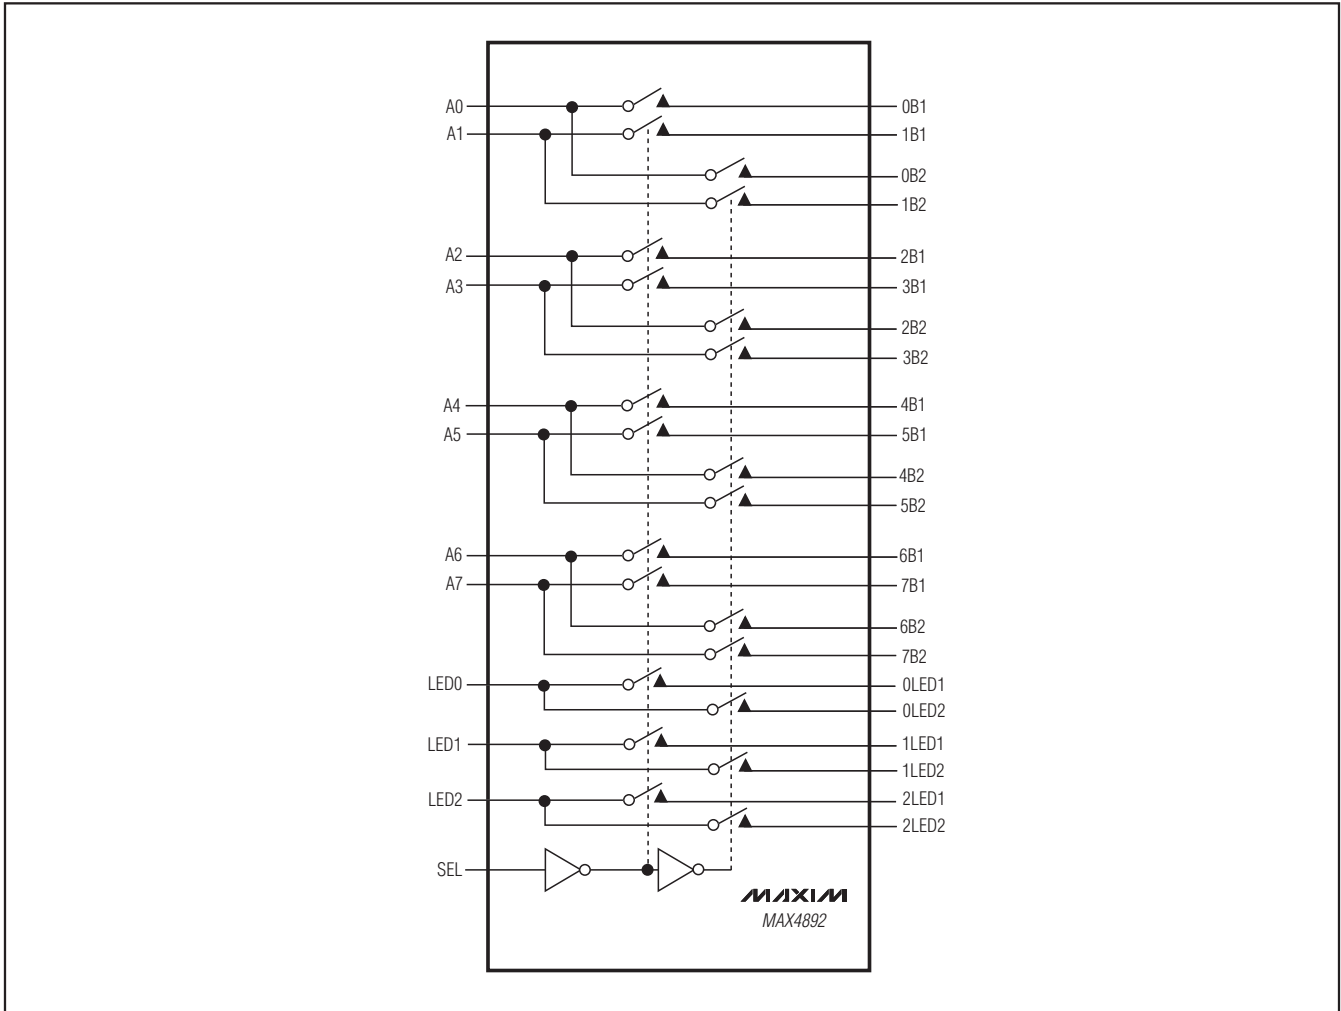 A0 0B1
A1 1B1
0B2
1B2
A2 2B1
A3 3B1
2B2
3B2
A4 4B1
A5 5B1
4B2
5B2
A6 6B1
A7 7B1
6B2
7B2
LED0 0LED1
0LED2
LED1 1LED1
1LED2
LED2 2LED1
2LED2
SEL
MAXIM
MAX4892